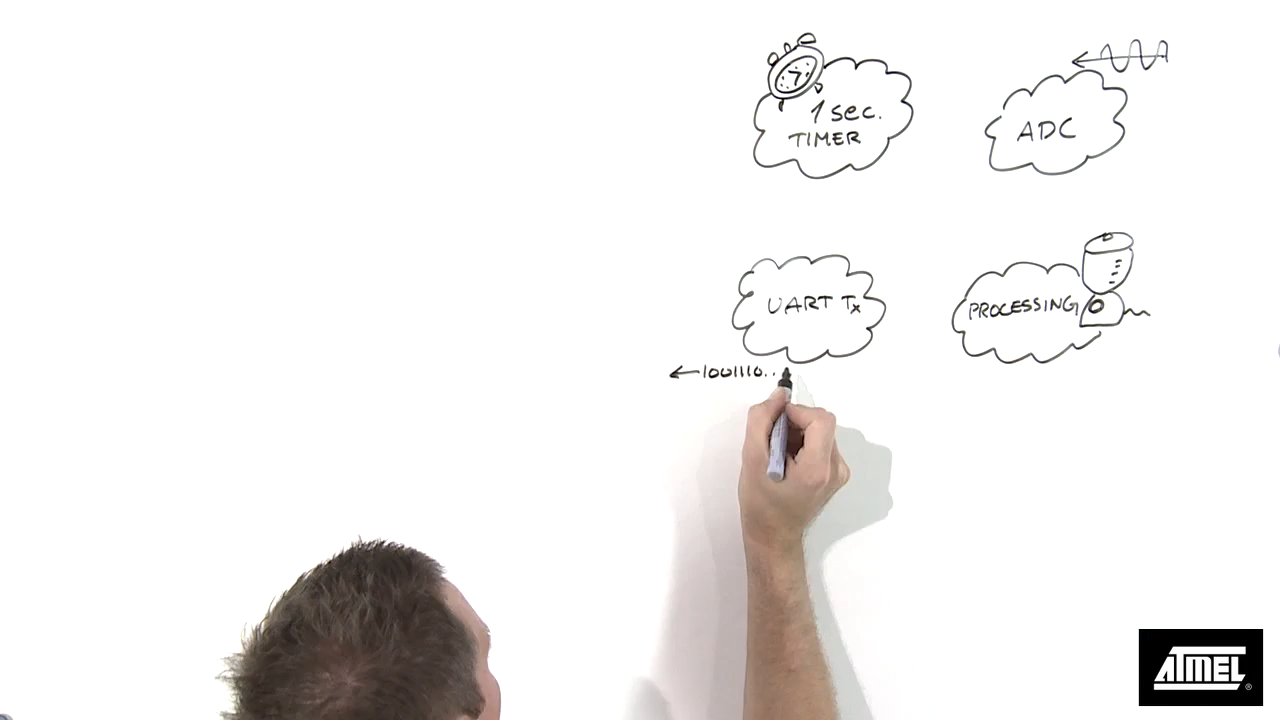 1 sec.
TIMER
ADC
UART Tx
PROCESSING
1001110..
ATMEL®